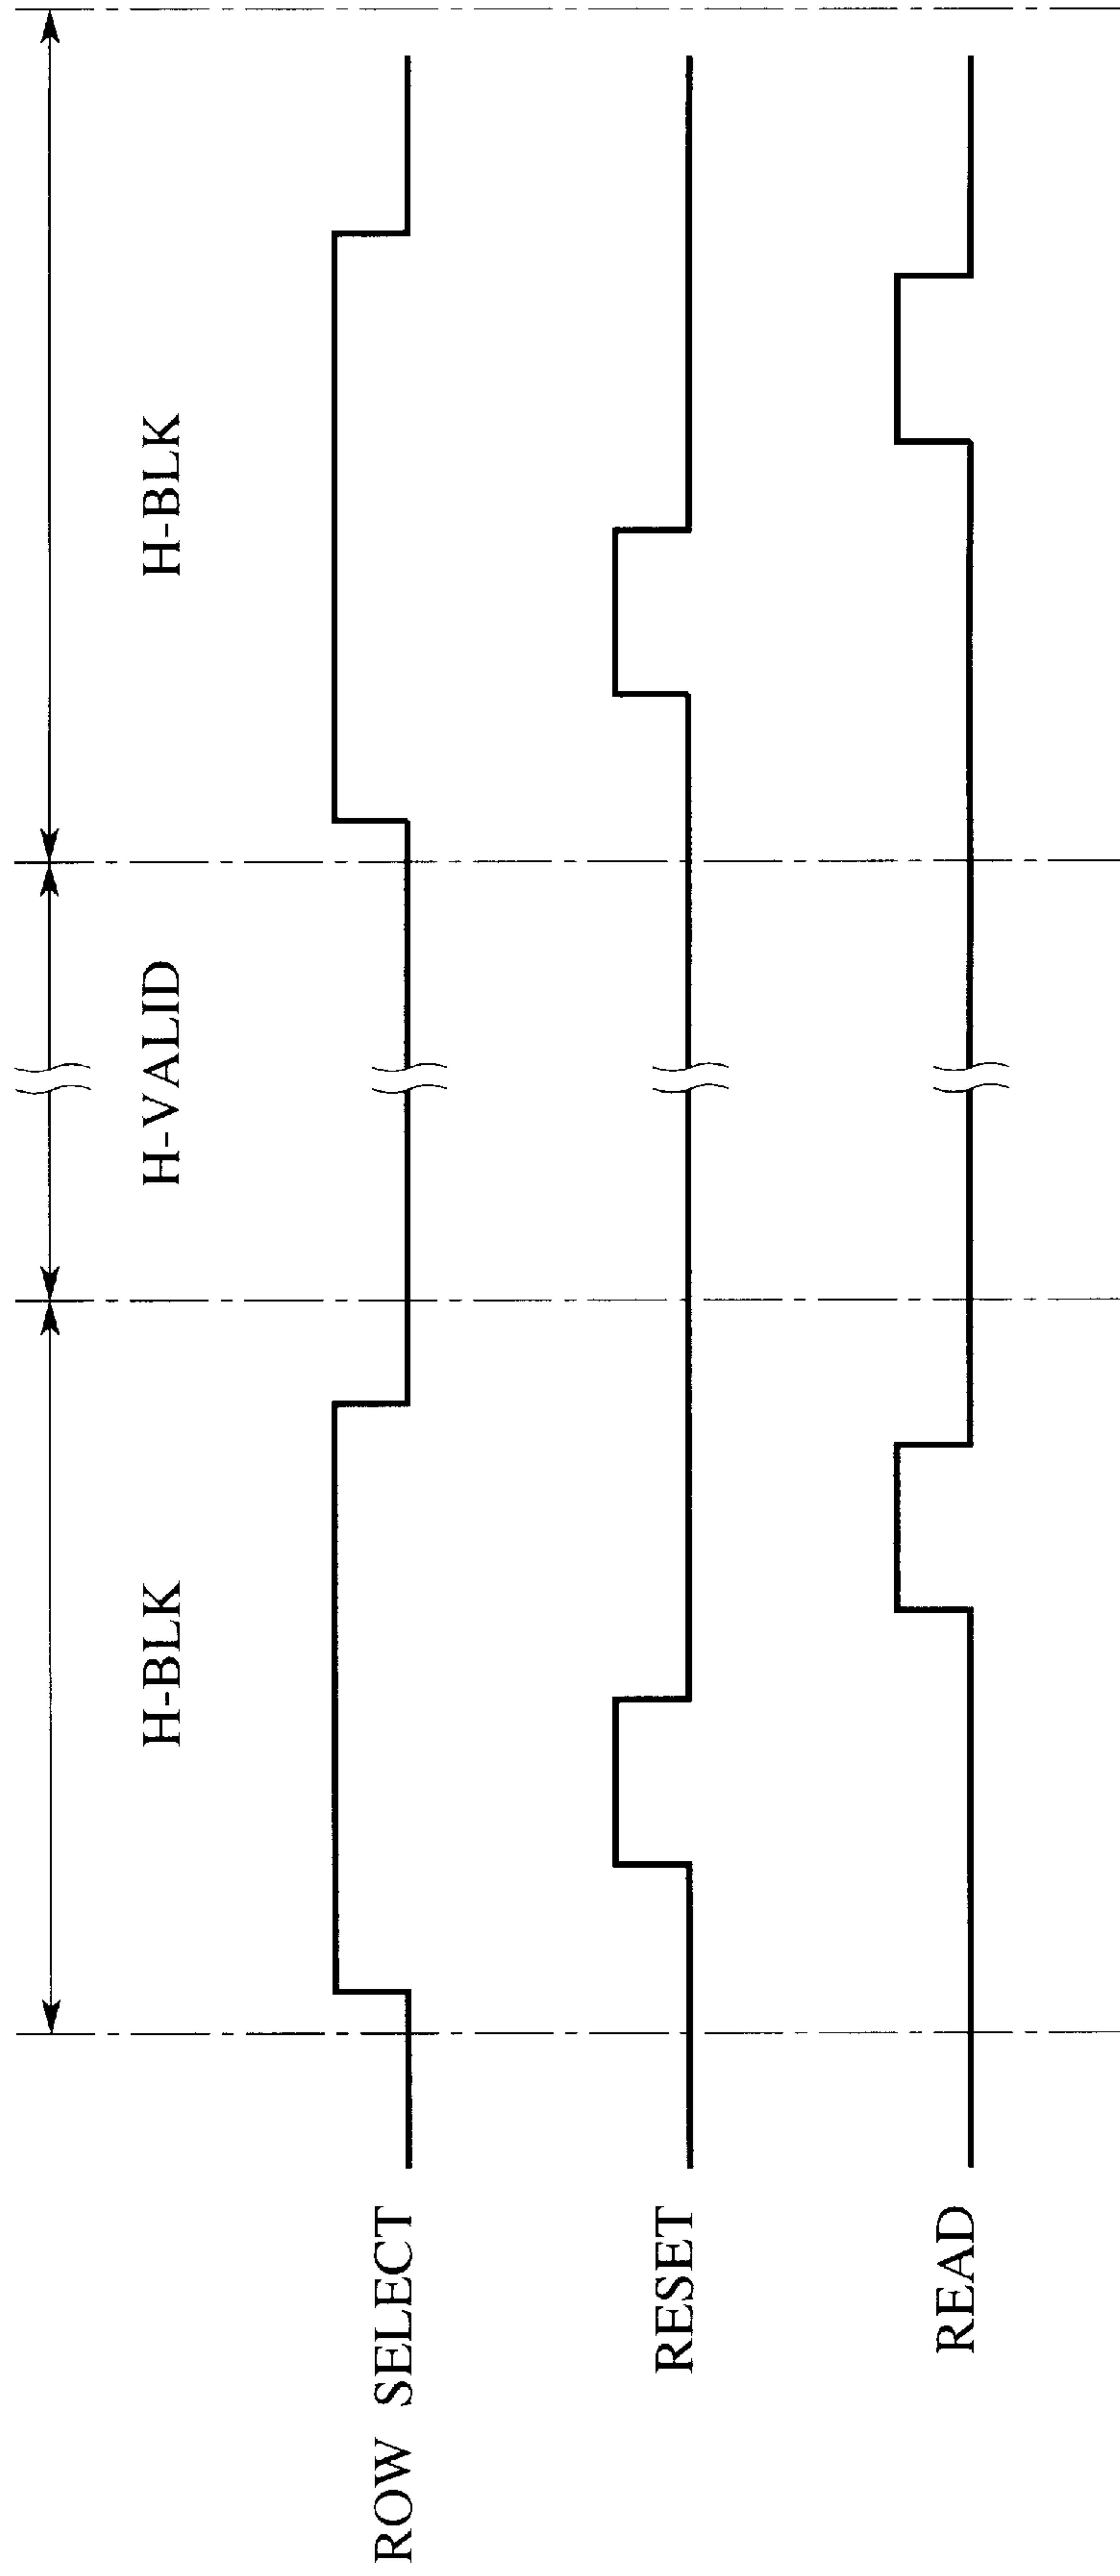 H-BLK
H-VALID
H-BLK
ROW SELECT
RESET
READ